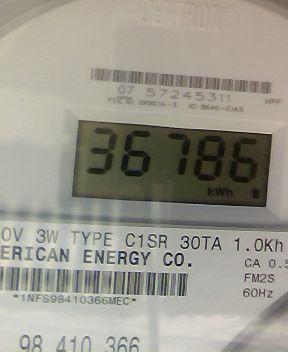 07 57245311
36786
kWh
0V 3W TYPE C1SR 30TA 1.0Kh
ERICAN ENERGY CO.
CA 0.5
FM2S
*1NFS98410366MEC*
60Hz
98 410 366